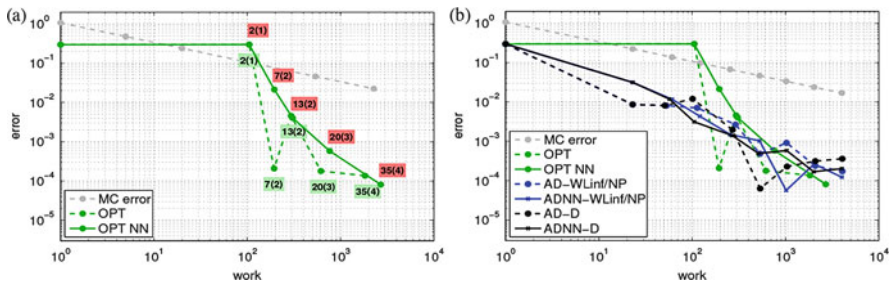 (a)
10^0
10^-1
10^-2
10^-3
10^-4
10^-5
error
2(1)
2(1)
7(2)
13(2)
13(2)
20(3)
7(2)
20(3)
35(4)
35(4)
MC error
OPT
OPT NN
10^0
10^1
10^2
10^3
10^4
work
(b)
10^0
10^-1
10^-2
10^-3
10^-4
10^-5
error
MC error
OPT
OPT NN
AD-WLinf/NP
ADNN-WLinf/NP
AD-D
ADNN-D
10^0
10^1
10^2
10^3
10^4
work